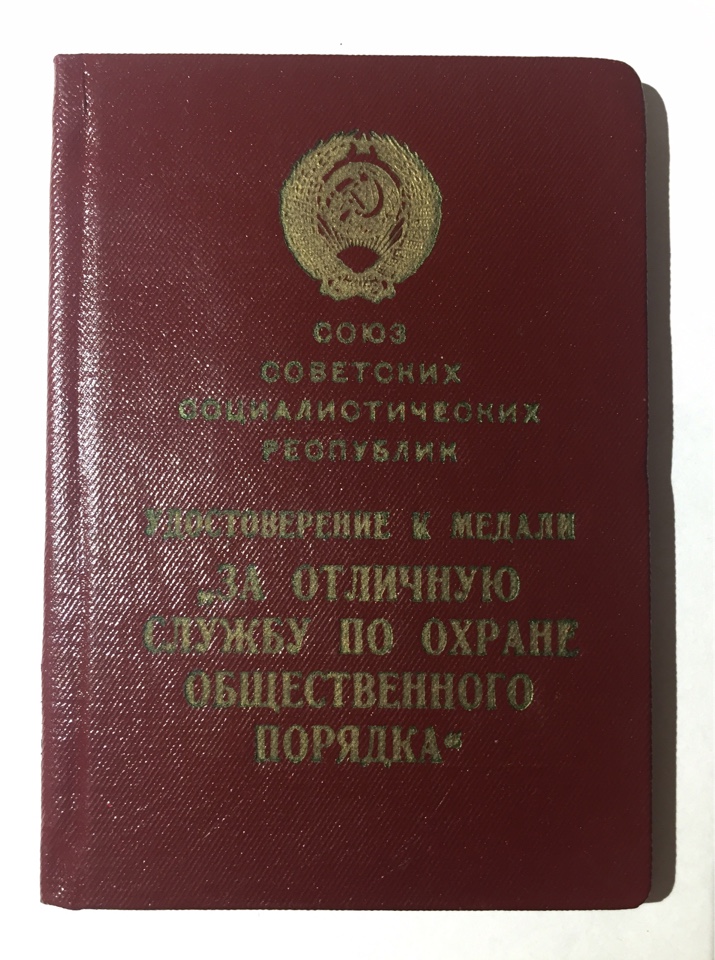 СОЮЗ
СОВЕТСКИХ
СОЦИАЛИСТИЧЕСКИХ
РЕСПУБЛИК
УДОСТОВЕРЕНИЕ К МЕДАЛИ
„ЗА ОТЛИЧНУЮ
СЛУЖБУ ПО ОХРАНЕ
ОБЩЕСТВЕННОГО
ПОРЯДКА“